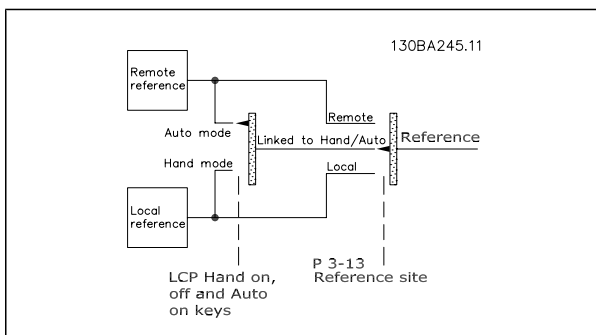 130BA245.11
Remote
reference
Remote
Auto mode
Linked to Hand/Auto
Reference
Hand mode
Local
Local
reference
P 3-13
Reference site
LCP Hand on,
off and Auto
on keys